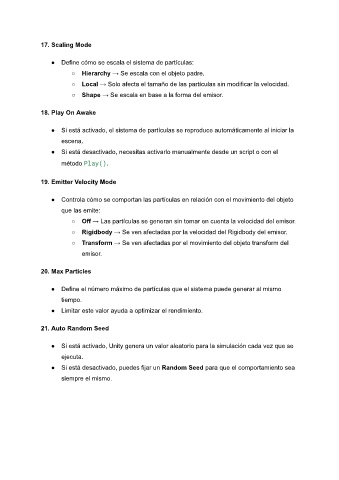 17. Scaling Mode
● Define cómo se escala el sistema de partículas:
○ Hierarchy → Se escala con el objeto padre.
○ Local → Solo afecta el tamaño de las partículas sin modificar la velocidad.
○ Shape → Se escala en base a la forma del emisor.
18. Play On Awake
● Si está activado, el sistema de partículas se reproduce automáticamente al iniciar la
escena.
● Si está desactivado, necesitas activarlo manualmente desde un script o con el
método Play().
19. Emitter Velocity Mode
● Controla cómo se comportan las partículas en relación con el movimiento del objeto
que las emite:
○ Off → Las partículas se generan sin tomar en cuenta la velocidad del emisor.
○ Rigidbody → Se ven afectadas por la velocidad del Rigidbody del emisor.
○ Transform → Se ven afectadas por el movimiento del objeto transform del
emisor.
20. Max Particles
● Define el número máximo de partículas que el sistema puede generar al mismo
tiempo.
● Limitar este valor ayuda a optimizar el rendimiento.
21. Auto Random Seed
● Si está activado, Unity genera un valor aleatorio para la simulación cada vez que se
ejecuta.
● Si está desactivado, puedes fijar un Random Seed para que el comportamiento sea
siempre el mismo.